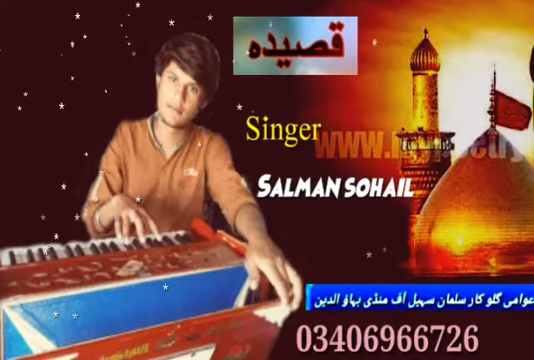 قصیدہ
Singer
SALMAN SOHAIL
عوامی گلو کار سلمان سہیل آف منڈی بہاؤ الدین
03406966726